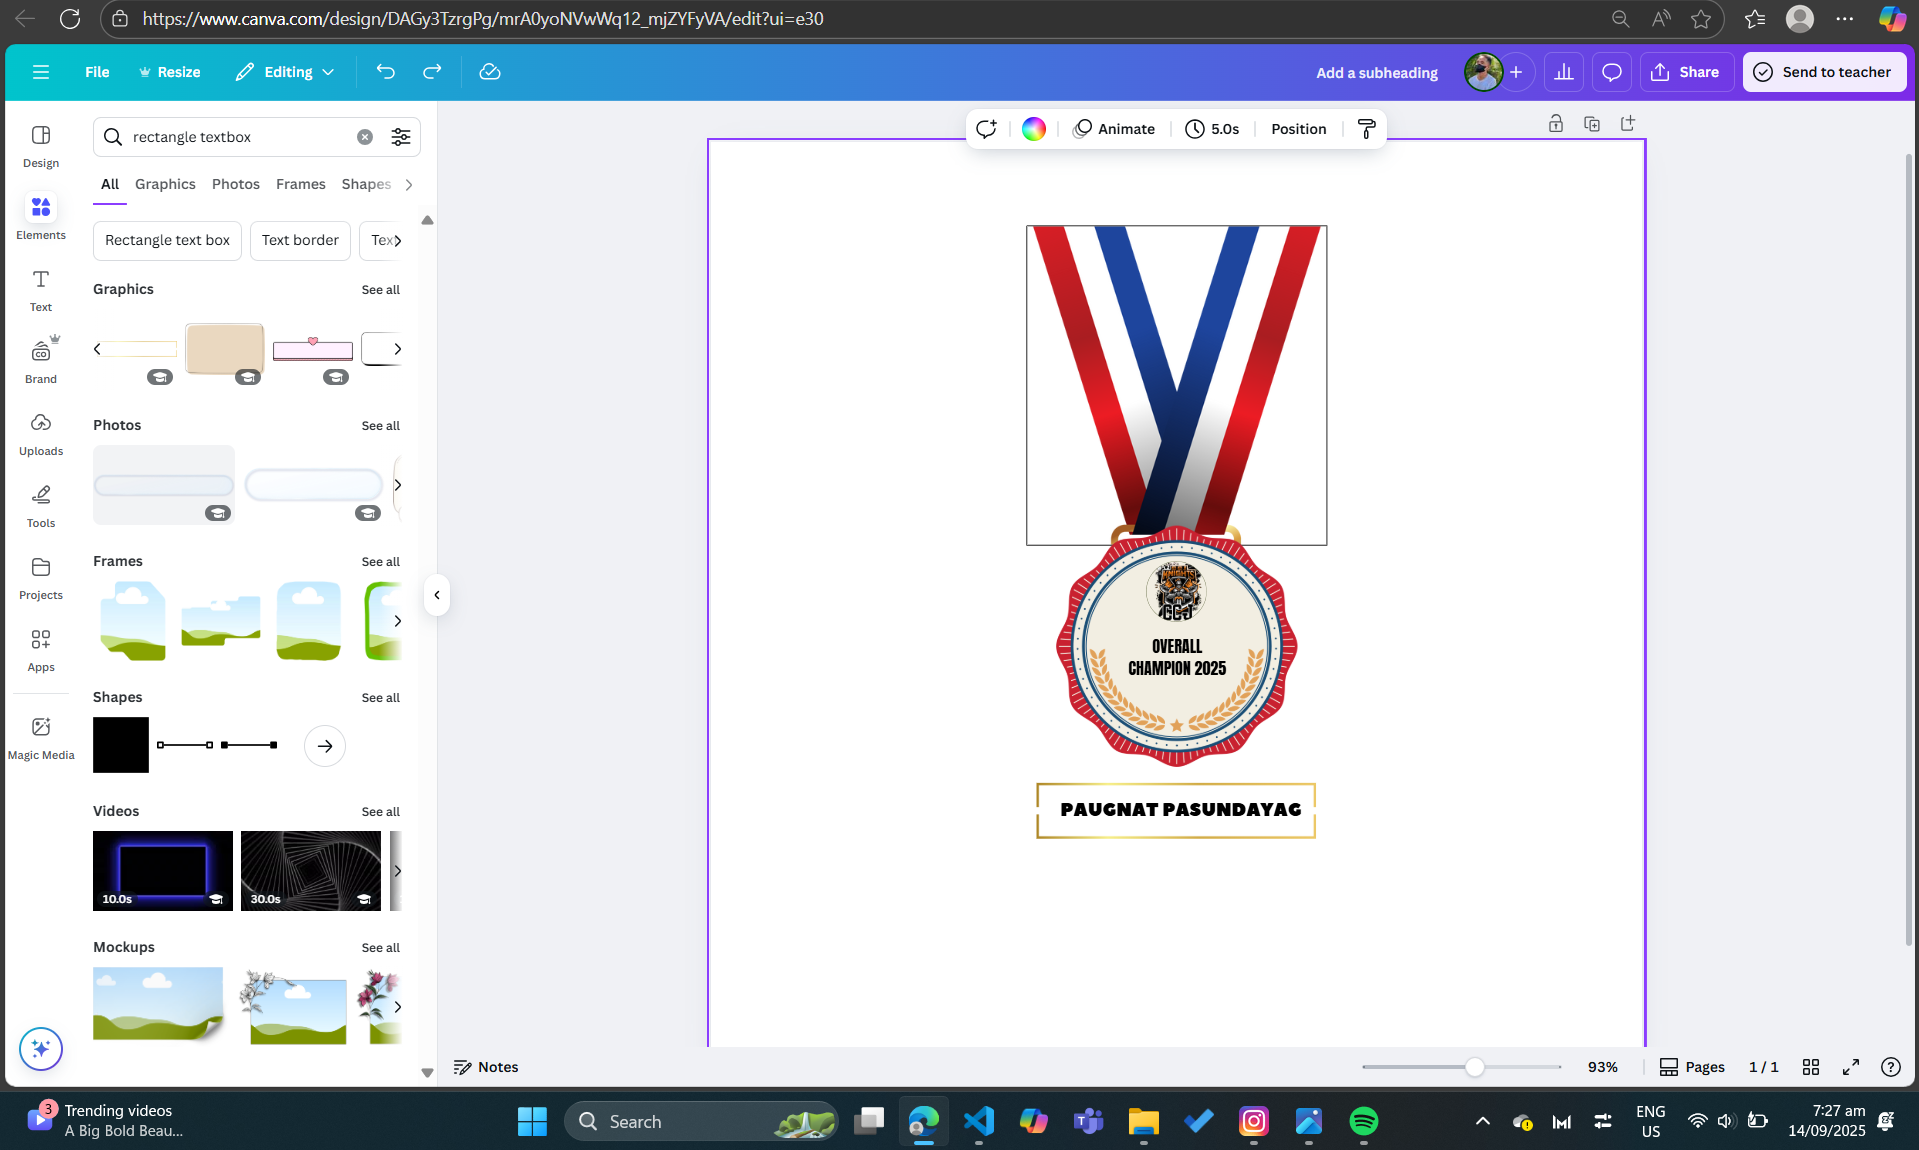 https://www.canva.com/design/DAGy3TzrgPg/mrA0yoNVwWq12_mjZYFyVA/edit?ui=e30
File
Resize
Editing
Add a subheading
Share
Send to teacher
Design
Elements
Text
Brand
Uploads
Tools
Projects
Apps
Magic Media
rectangle textbox
All
Graphics
Photos
Frames
Shapes
Rectangle text box
Text border
Tex
Graphics
See all
Photos
See all
Frames
See all
Shapes
See all
Videos
See all
10.0s
30.0s
Mockups
See all
Animate
5.0s
Position
KNIGHTS
CCJ
OVERALL
CHAMPION 2025
PAUGNAT PASUNDAYAG
Notes
93%
Pages
1 / 1
3
Trending videos
A Big Bold Beau...
Search
ENG
US
7:27 am
14/09/2025